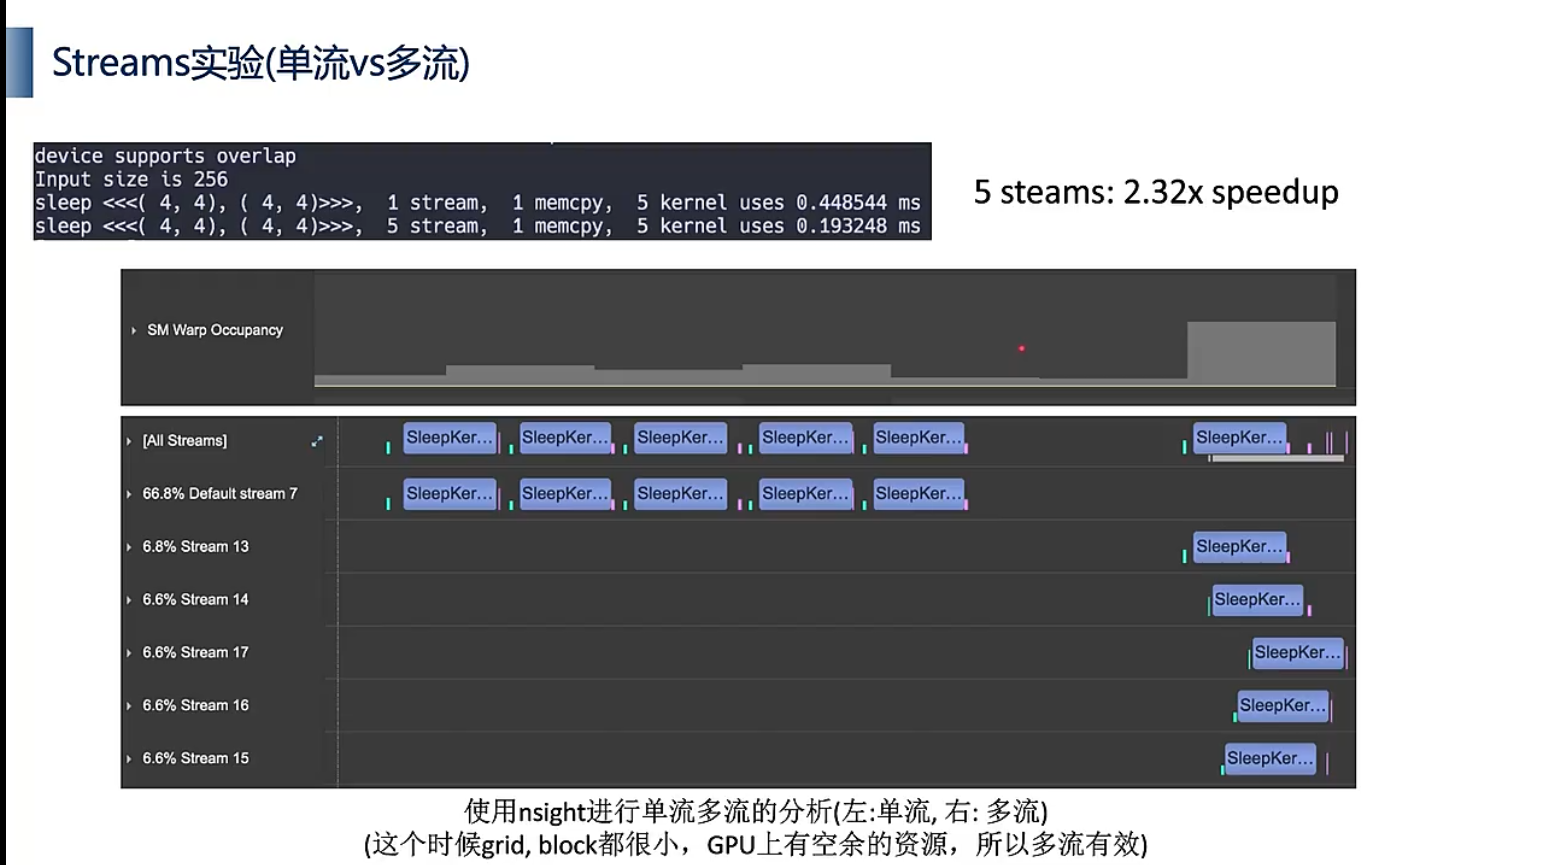 Streams实验(单流vs多流)
device supports overlap
Input size is 256
sleep <<<( 4, 4), ( 4, 4)>>>,  1 stream,  1 memcpy,  5 kernel uses 0.448544 ms
sleep <<<( 4, 4), ( 4, 4)>>>,  5 stream,  1 memcpy,  5 kernel uses 0.193248 ms
5 steams: 2.32x speedup
SM Warp Occupancy
[All Streams] SleepKer... SleepKer... SleepKer... SleepKer... SleepKer... SleepKer...
66.8% Default stream 7 SleepKer... SleepKer... SleepKer... SleepKer... SleepKer...
6.8% Stream 13 SleepKer...
6.6% Stream 14 SleepKer...
6.6% Stream 17 SleepKer...
6.6% Stream 16 SleepKer...
6.6% Stream 15 SleepKer...
使用nsight进行单流多流的分析(左:单流, 右: 多流)
(这个时候grid, block都很小，GPU上有空余的资源，所以多流有效)